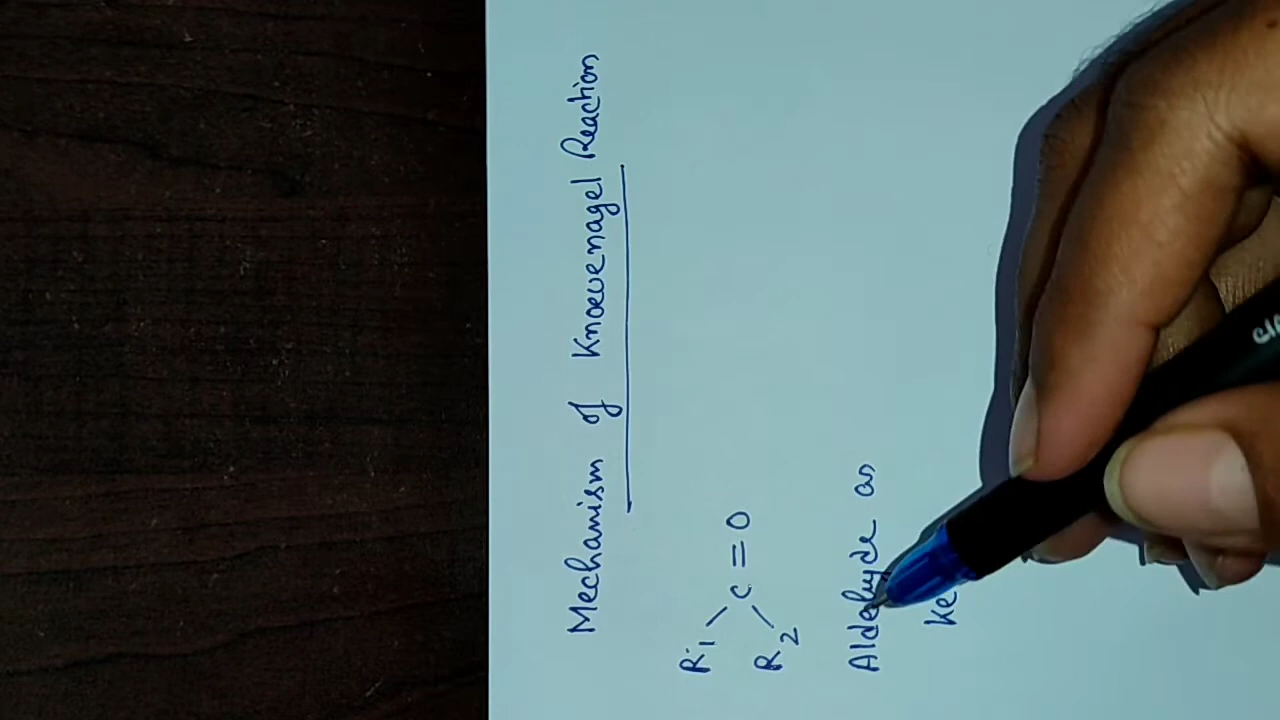 Mechanism of Knoevenagel Reaction
R1
C=O
R2
Aldehyde or
ke